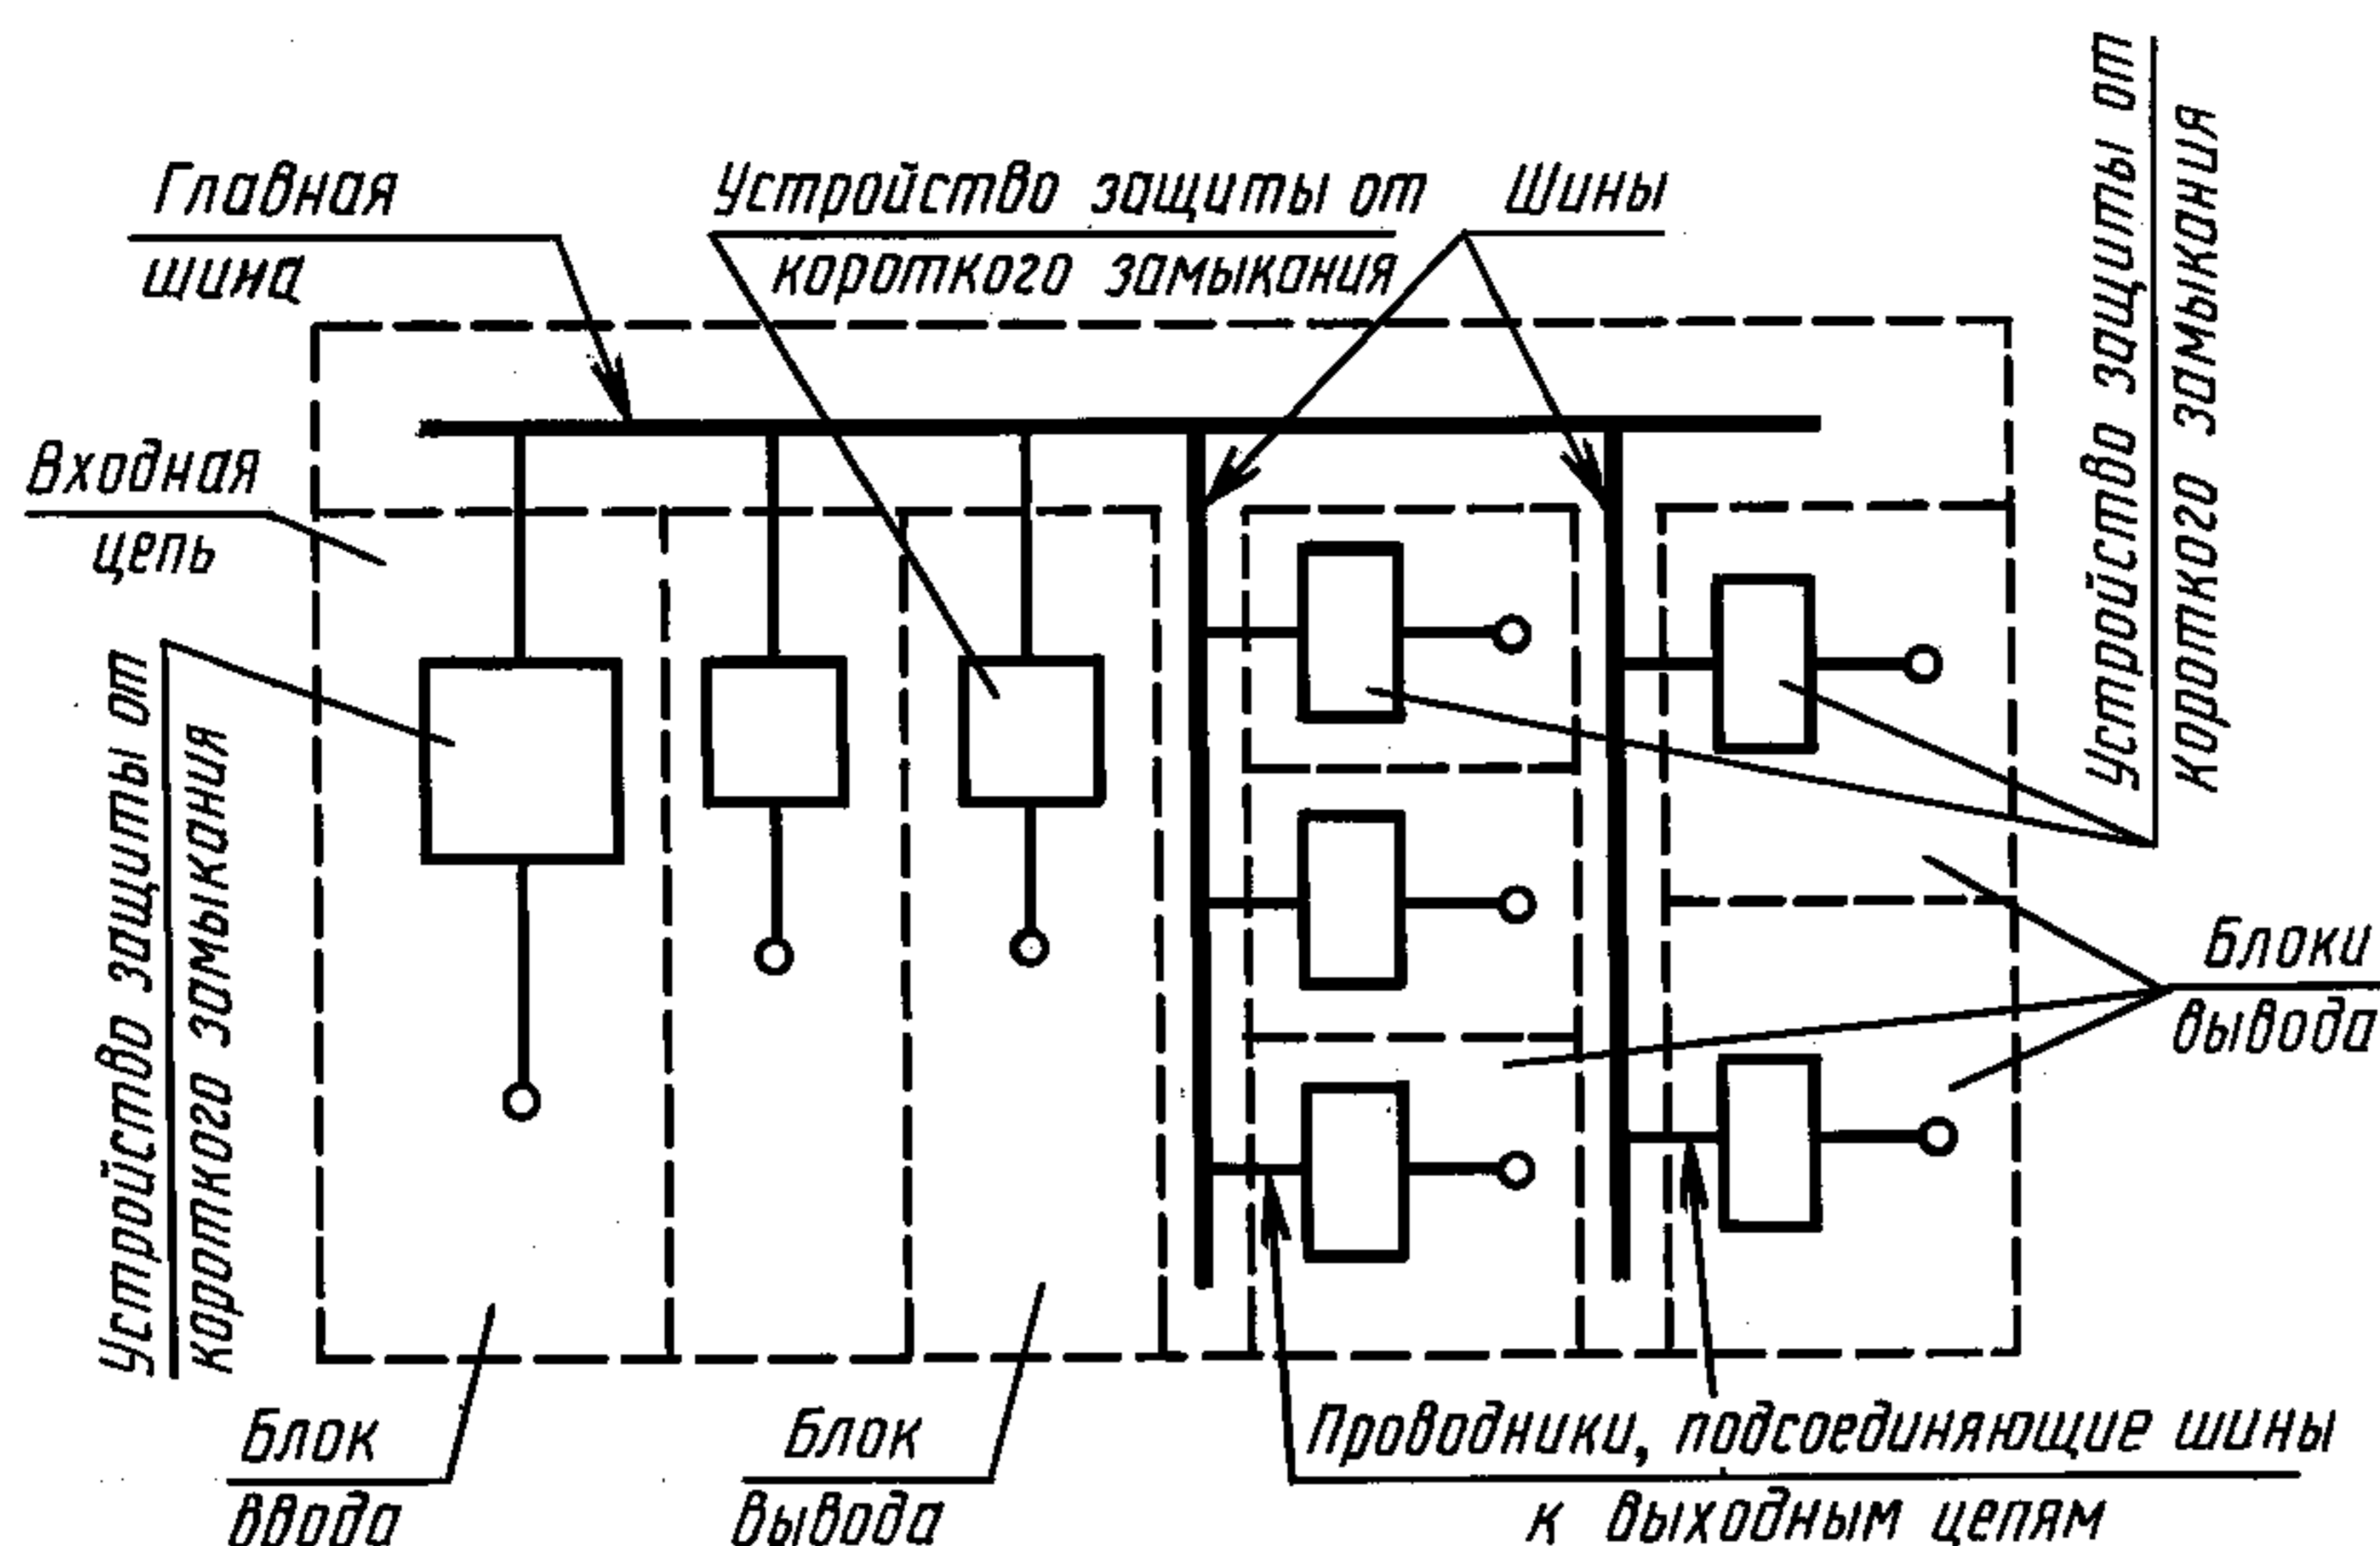 Главная
шина
Устройство защиты от
короткого замыкания
Шины
Устройство защиты от
короткого замыкания
Входная
цепь
Устройство защиты от
короткого замыкания
Блоки
вывода
Блок
ввода
Блок
вывода
Проводники, подсоединяющие шины
к выходным цепям